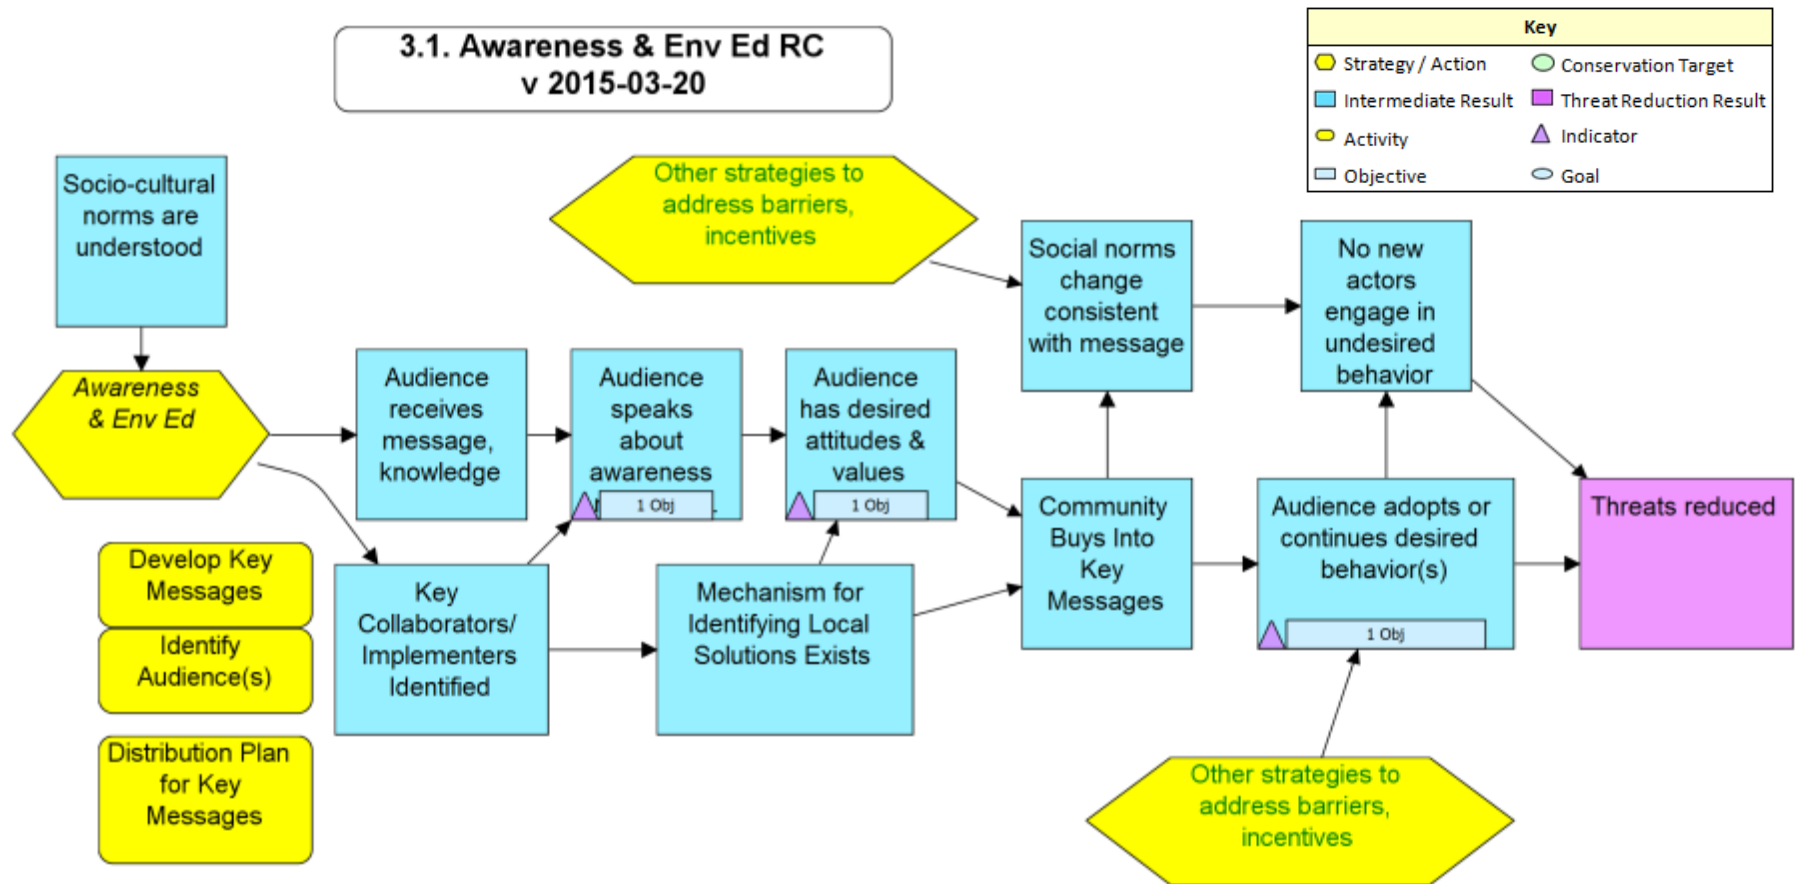 3.1. Awareness & Env Ed RC
v 2015-03-20
Key
Strategy / Action
Conservation Target
Intermediate Result
Threat Reduction Result
Activity
Indicator
Objective
Goal
Socio-cultural
norms are
understood
Other strategies to
address barriers,
incentives
Social norms
change
consistent
with message
No new
actors
engage in
undesired
behavior
Awareness
& Env Ed
Audience
receives
message,
knowledge
Audience
speaks
about
awareness
1 Obj
Audience
has desired
attitudes &
values
1 Obj
Community
Buys Into
Key
Messages
Audience adopts or
continues desired
behavior(s)
1 Obj
Threats reduced
Develop Key
Messages
Identify
Audience(s)
Distribution Plan
for Key
Messages
Key
Collaborators/
Implementers
Identified
Mechanism for
Identifying Local
Solutions Exists
Other strategies to
address barriers,
incentives